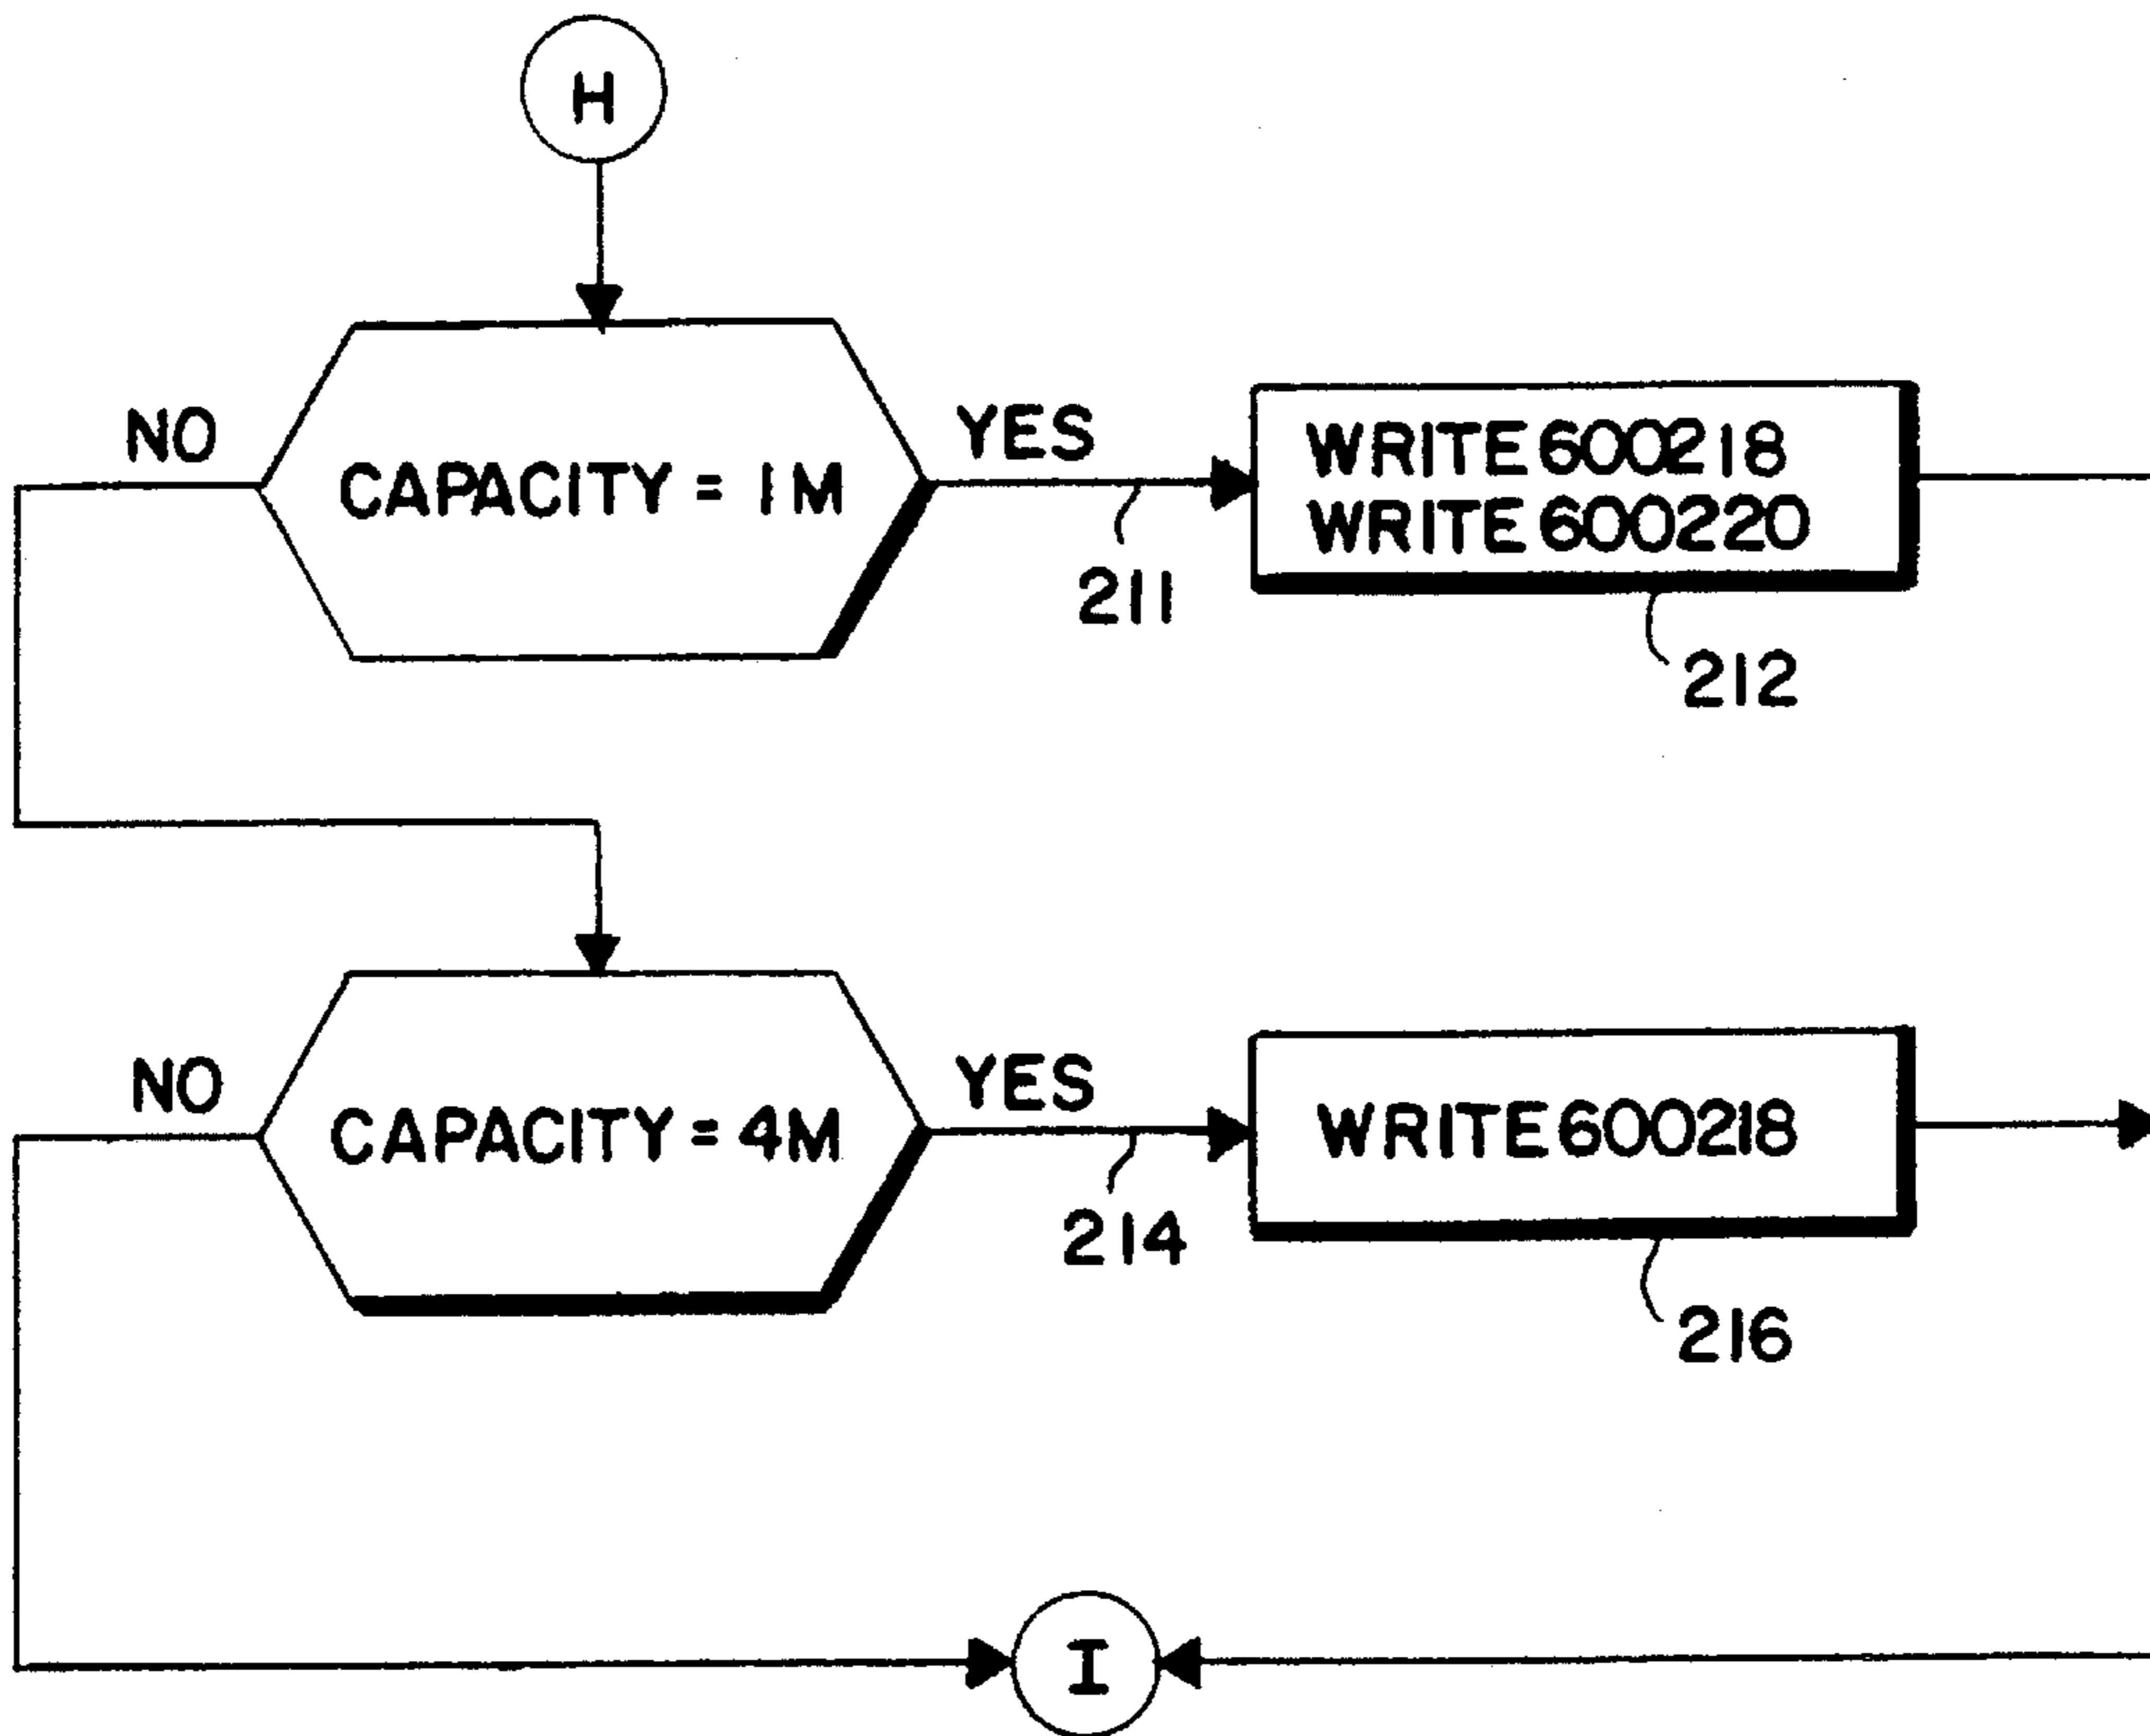 H
NO
CAPACITY = 1M
YES
WRITE 600218
WRITE 600220
211
212
NO
CAPACITY = 4M
YES
WRITE 600218
214
216
I